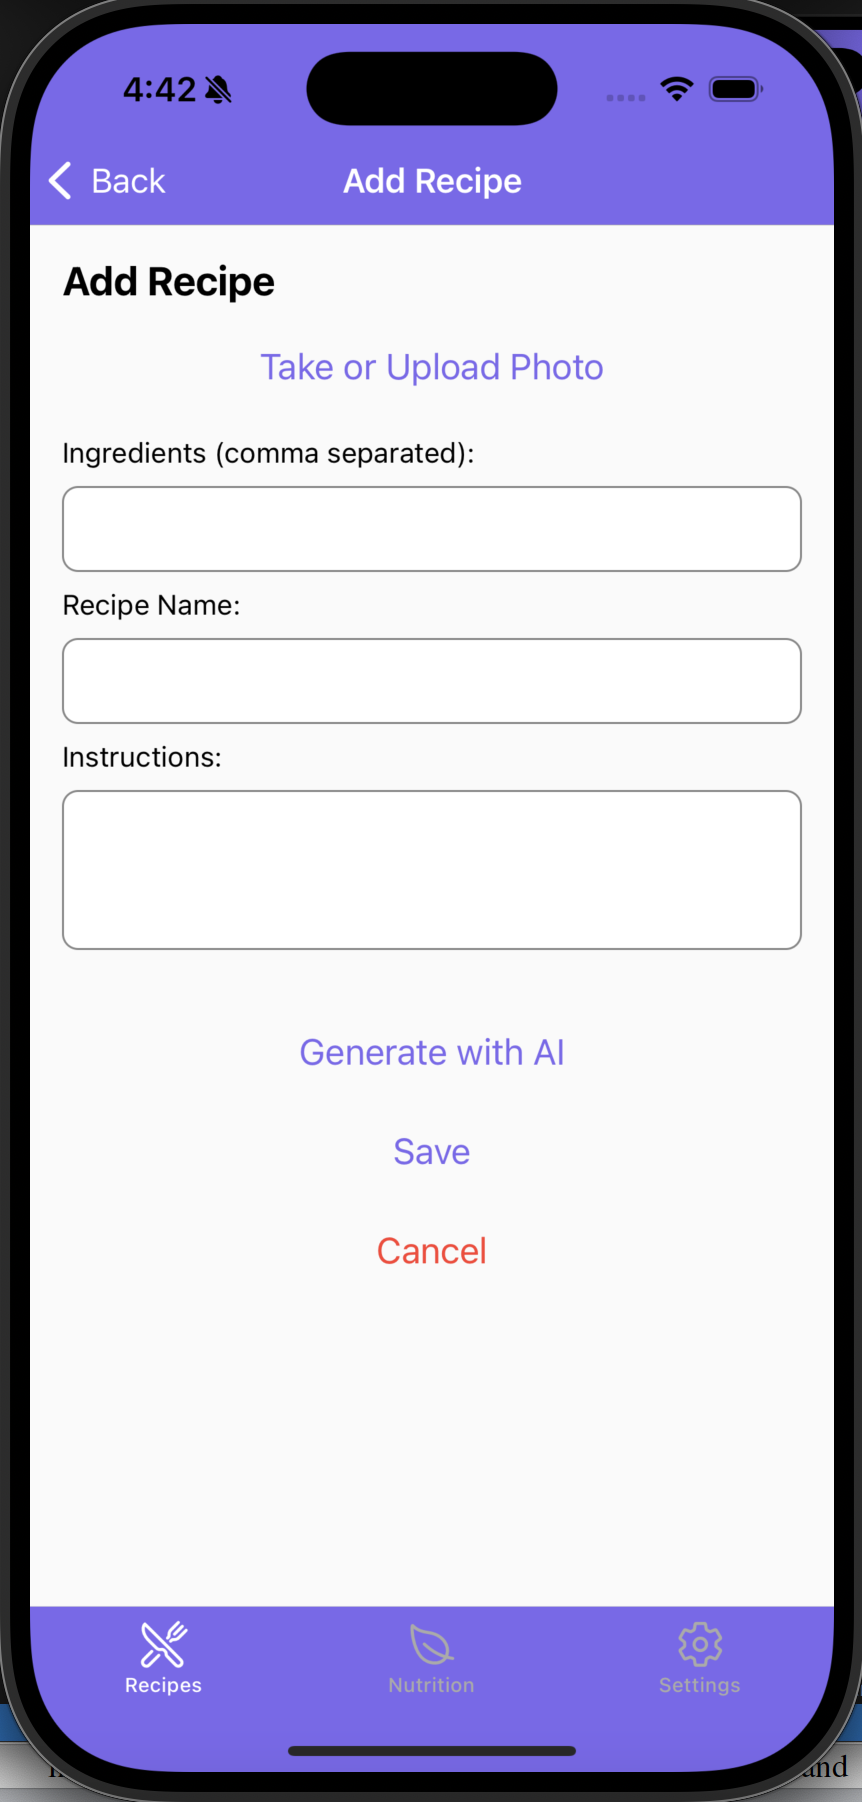 4:42
Back
Add Recipe
Add Recipe
Take or Upload Photo
Ingredients (comma separated):
Recipe Name:
Instructions:
Generate with AI
Save
Cancel
Recipes
Nutrition
Settings
and